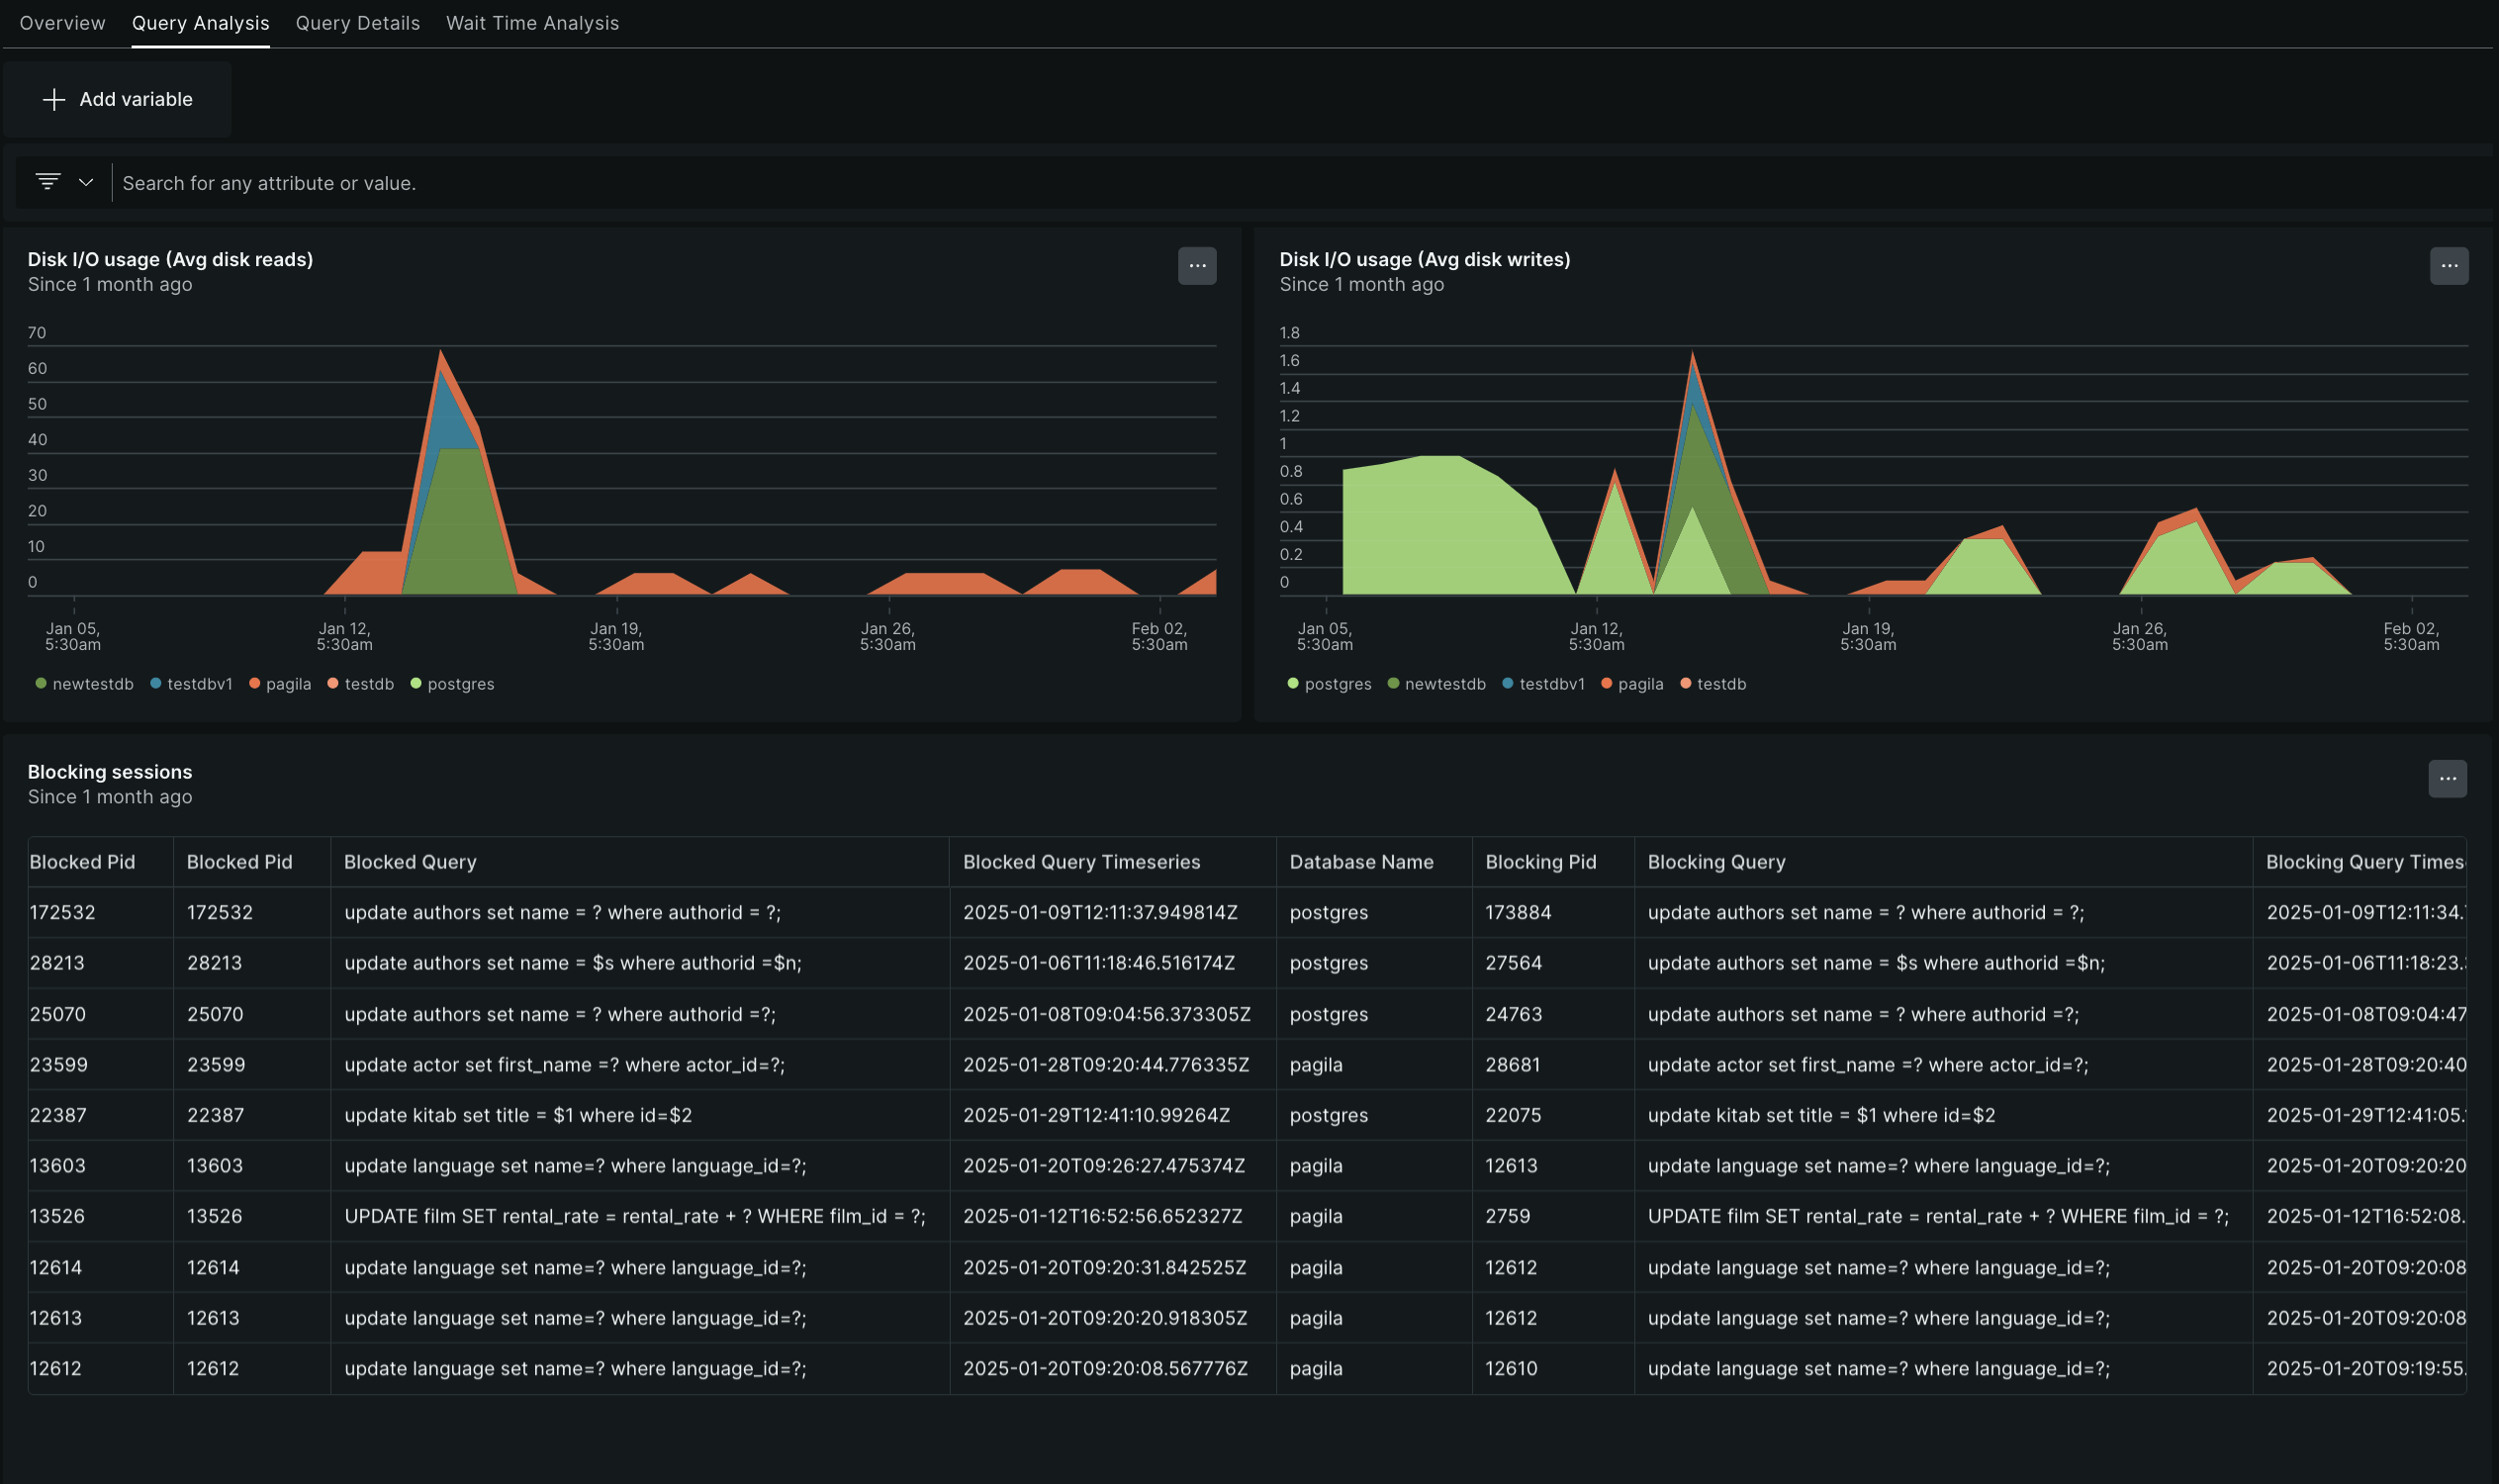 Overview Query Analysis Query Details Wait Time Analysis
Add variable
Search for any attribute or value.
Disk I/O usage (Avg disk reads)
Since 1 month ago
70
60
50
40
30
20
10
0
Jan 05, 5:30am
Jan 12, 5:30am
Jan 19, 5:30am
Jan 26, 5:30am
Feb 02, 5:30am
newtestdb testdbv1 pagila testdb postgres
Disk I/O usage (Avg disk writes)
Since 1 month ago
1.8
1.6
1.4
1.2
1
0.8
0.6
0.4
0.2
0
Jan 05, 5:30am
Jan 12, 5:30am
Jan 19, 5:30am
Jan 26, 5:30am
Feb 02, 5:30am
postgres newtestdb testdbv1 pagila testdb
Blocking sessions
Since 1 month ago
Blocked Pid Blocked Pid Blocked Query Blocked Query Timeseries Database Name Blocking Pid Blocking Query Blocking Query Times
172532 172532 update authors set name = ? where authorid = ?; 2025-01-09T12:11:37.949814Z postgres 173884 update authors set name = ? where authorid = ?; 2025-01-09T12:11:34.
28213 28213 update authors set name = $s where authorid =$n; 2025-01-06T11:18:46.516174Z postgres 27564 update authors set name = $s where authorid =$n; 2025-01-06T11:18:23.
25070 25070 update authors set name = ? where authorid =?; 2025-01-08T09:04:56.373305Z postgres 24763 update authors set name = ? where authorid =?; 2025-01-08T09:04:47
23599 23599 update actor set first_name =? where actor_id=?; 2025-01-28T09:20:44.776335Z pagila 28681 update actor set first_name =? where actor_id=?; 2025-01-28T09:20:40
22387 22387 update kitab set title = $1 where id=$2 2025-01-29T12:41:10.99264Z postgres 22075 update kitab set title = $1 where id=$2 2025-01-29T12:41:05.
13603 13603 update language set name=? where language_id=?; 2025-01-20T09:26:27.475374Z pagila 12613 update language set name=? where language_id=?; 2025-01-20T09:20:20
13526 13526 UPDATE film SET rental_rate = rental_rate + ? WHERE film_id = ?; 2025-01-12T16:52:56.652327Z pagila 2759 UPDATE film SET rental_rate = rental_rate + ? WHERE film_id = ?; 2025-01-12T16:52:08.
12614 12614 update language set name=? where language_id=?; 2025-01-20T09:20:31.842525Z pagila 12612 update language set name=? where language_id=?; 2025-01-20T09:20:08
12613 12613 update language set name=? where language_id=?; 2025-01-20T09:20:20.918305Z pagila 12612 update language set name=? where language_id=?; 2025-01-20T09:20:08
12612 12612 update language set name=? where language_id=?; 2025-01-20T09:20:08.567776Z pagila 12610 update language set name=? where language_id=?; 2025-01-20T09:19:55.